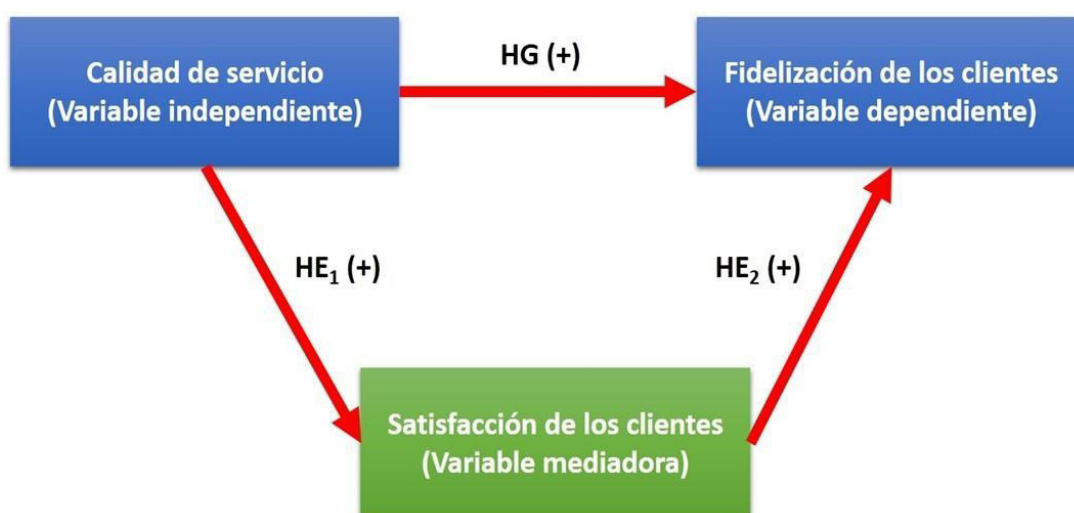 Calidad de servicio
(Variable independiente)
HG (+)
Fidelización de los clientes
(Variable dependiente)
HE₁ (+)
HE₂ (+)
Satisfacción de los clientes
(Variable mediadora)